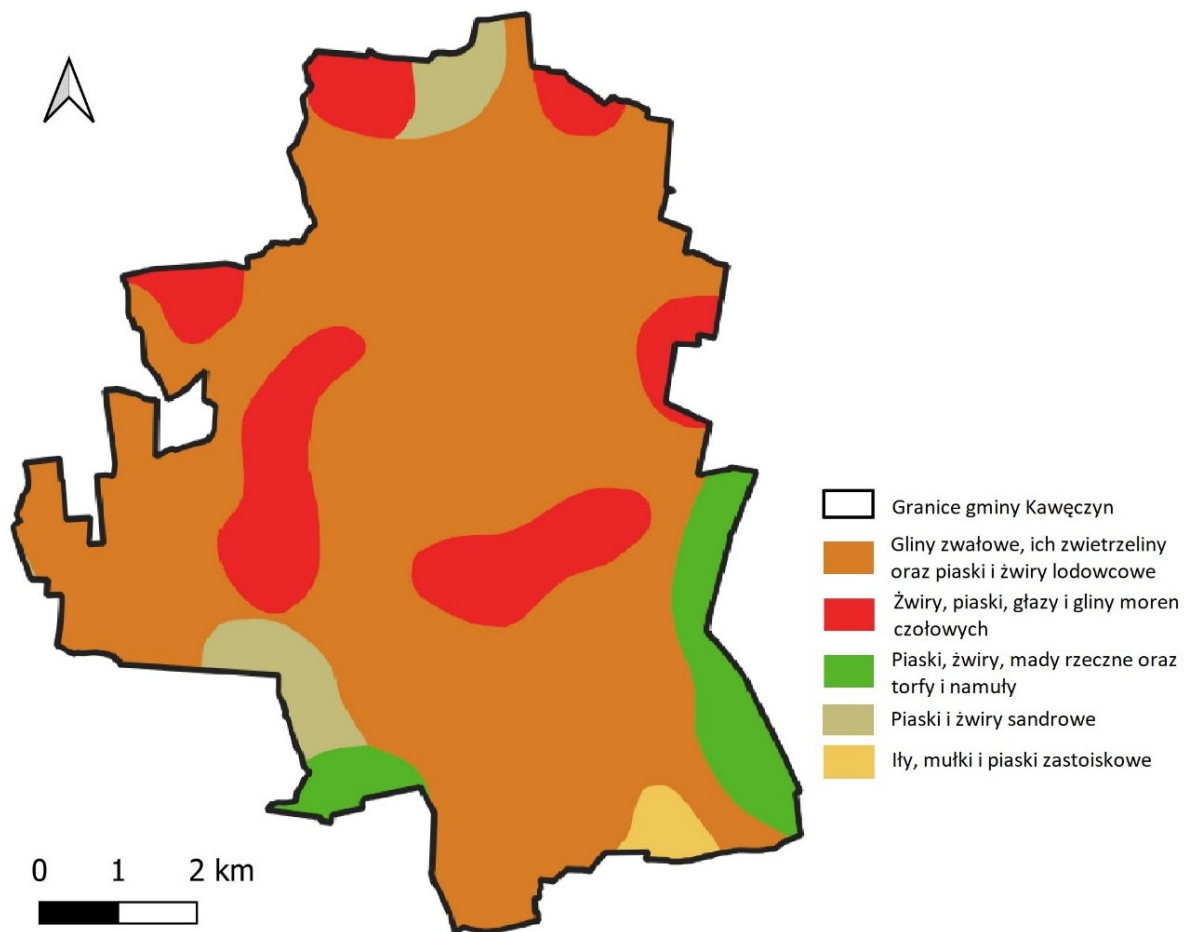 Granice gminy Kawęczyn
Gliny zwałowe, ich zwietrzeliny
oraz piaski i żwiry lodowcowe
Żwiry, piaski, głazy i gliny moren
czołowych
Piaski, żwiry, mady rzeczne oraz
torfy i namuły
Piaski i żwiry sandrowe
Iły, mułki i piaski zastoiskowe
0 1 2 km